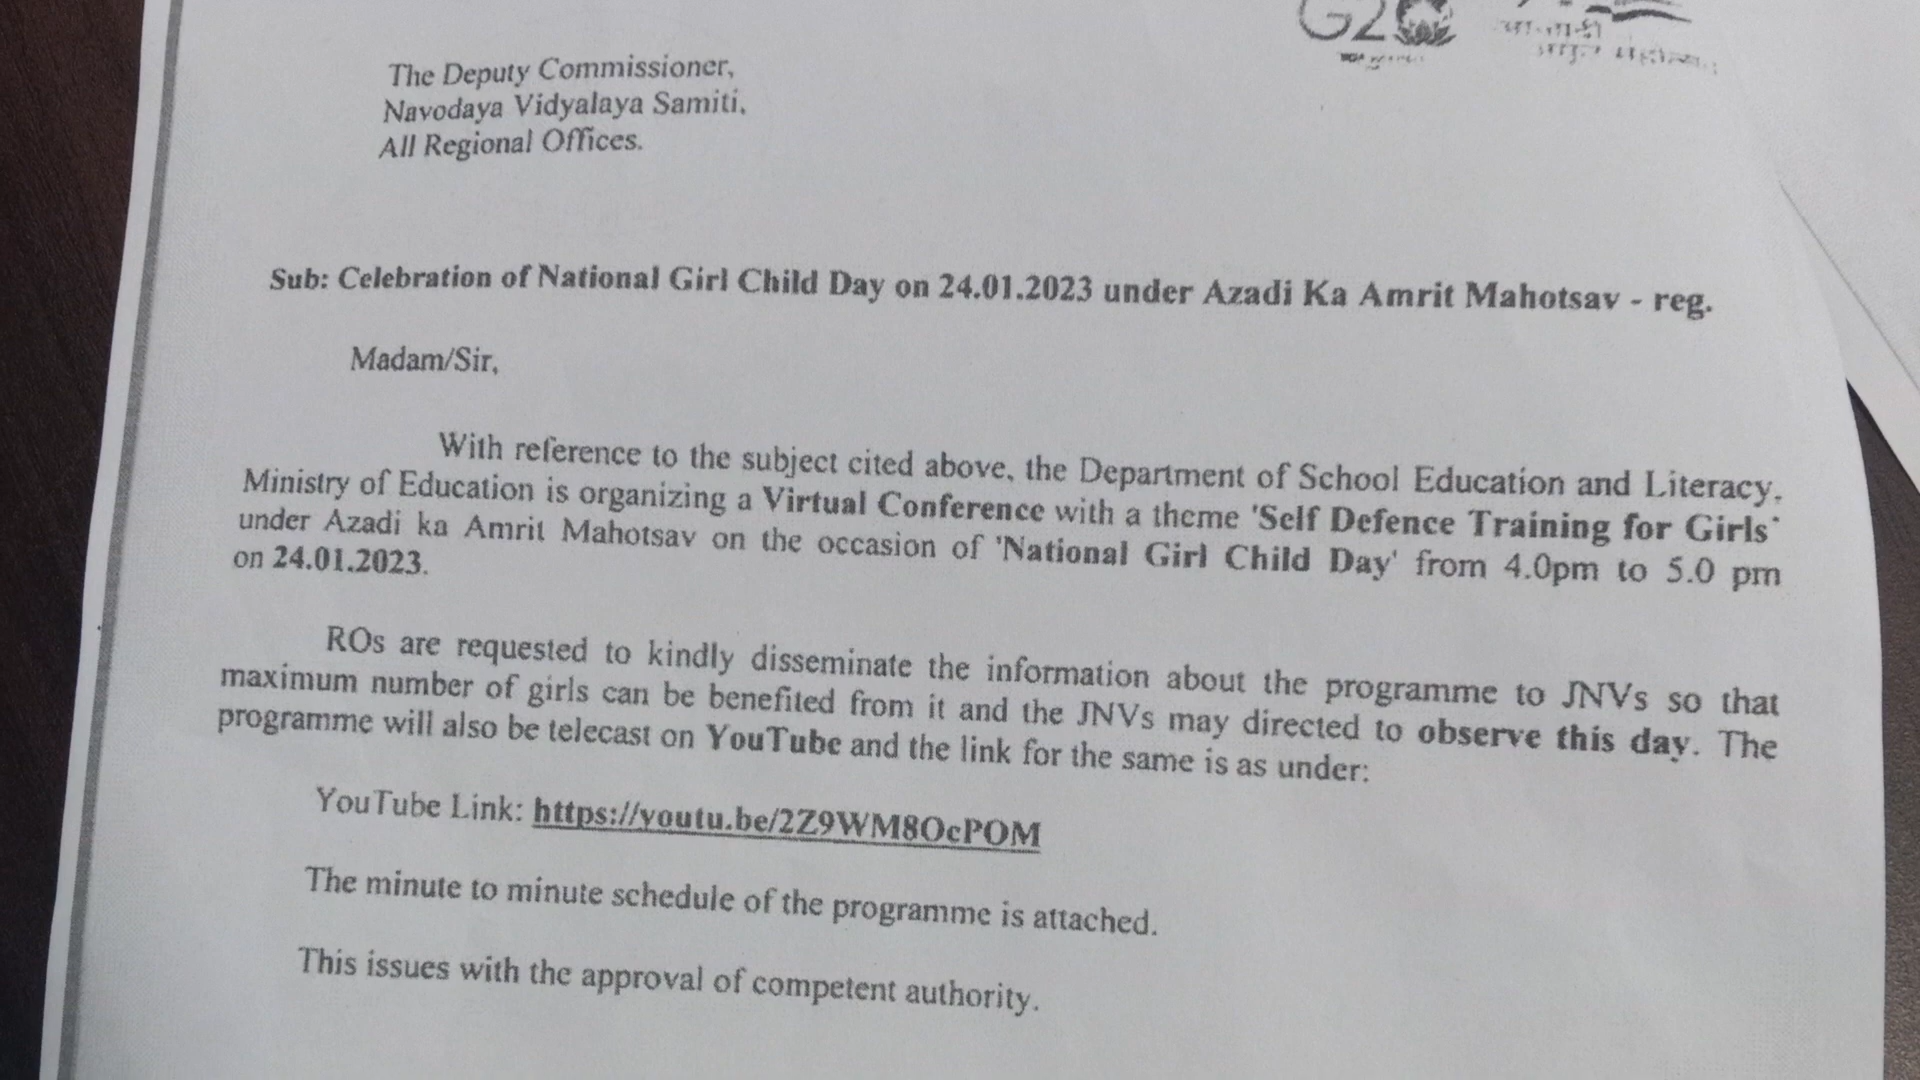 G20
The Deputy Commissioner,
Navodaya Vidyalaya Samiti,
All Regional Offices.
Sub: Celebration of National Girl Child Day on 24.01.2023 under Azadi Ka Amrit Mahotsav - reg.
Madam/Sir,
With reference to the subject cited above, the Department of School Education and Literacy,
Ministry of Education is organizing a Virtual Conference with a theme 'Self Defence Training for Girls'
under Azadi ka Amrit Mahotsav on the occasion of 'National Girl Child Day' from 4.0pm to 5.0 pm
on 24.01.2023.
ROs are requested to kindly disseminate the information about the programme to JNVs so that
maximum number of girls can be benefited from it and the JNVs may directed to observe this day. The
programme will also be telecast on YouTube and the link for the same is as under:
YouTube Link: https://youtu.be/2Z9WM8OcPOM
The minute to minute schedule of the programme is attached.
This issues with the approval of competent authority.